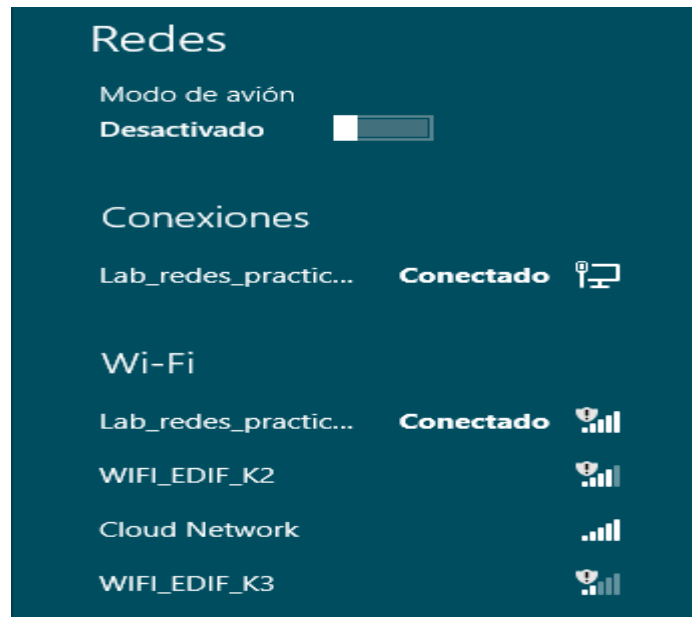 Redes
Modo de avión
Desactivado
Conexiones
Lab_redes_practic... Conectado
Wi-Fi
Lab_redes_practic... Conectado
WIFI_EDIF_K2
Cloud Network
WIFI_EDIF_K3